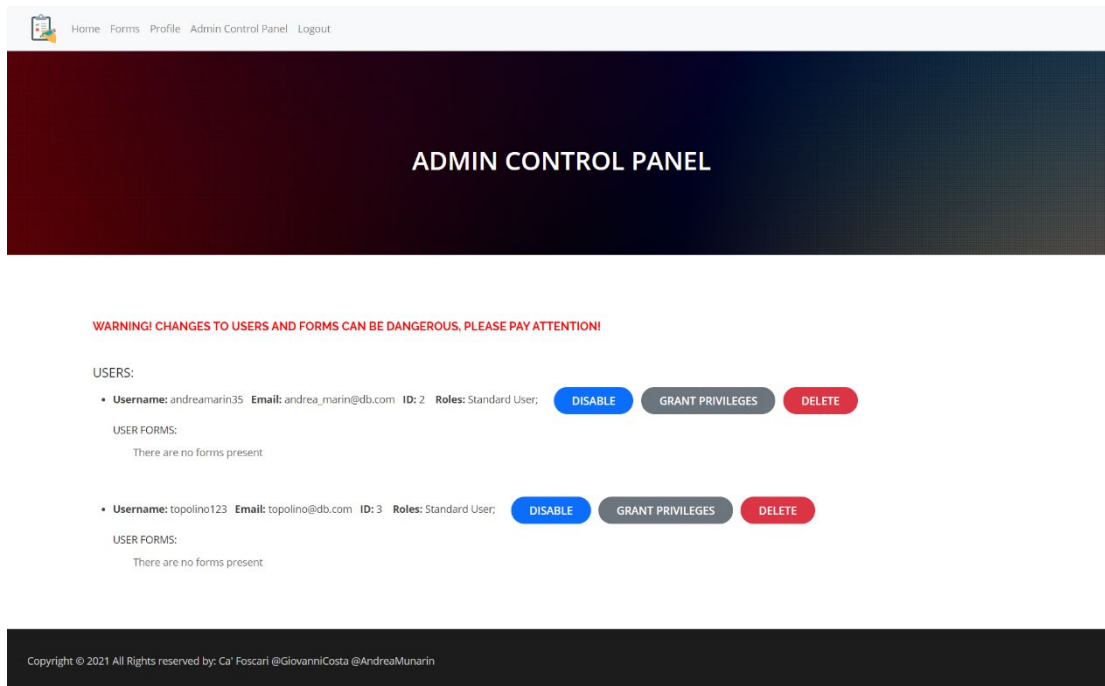 Home Forms Profile Admin Control Panel Logout
ADMIN CONTROL PANEL
WARNING! CHANGES TO USERS AND FORMS CAN BE DANGEROUS, PLEASE PAY ATTENTION!
USERS:
• Username: andreamarin35 Email: andrea_marin@db.com ID: 2 Roles: Standard User; DISABLE GRANT PRIVILEGES DELETE
USER FORMS:
There are no forms present
• Username: topolino123 Email: topolino@db.com ID: 3 Roles: Standard User; DISABLE GRANT PRIVILEGES DELETE
USER FORMS:
There are no forms present
Copyright © 2021 All Rights reserved by: Ca' Foscari @GiovanniCosta @AndreaMunarin